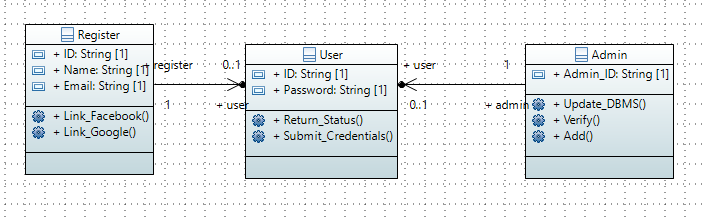 Register
+ ID: String [1]
+ Name: String [1]
+ Email: String [1]
+ Link_Facebook()
+ Link_Google()
+ register
0..1
1
+ user
User
+ ID: String [1]
+ Password: String [1]
+ Return_Status()
+ Submit_Credentials()
+ user
1
0..1
+ admin
Admin
+ Admin_ID: String [1]
+ Update_DBMS()
+ Verify()
+ Add()